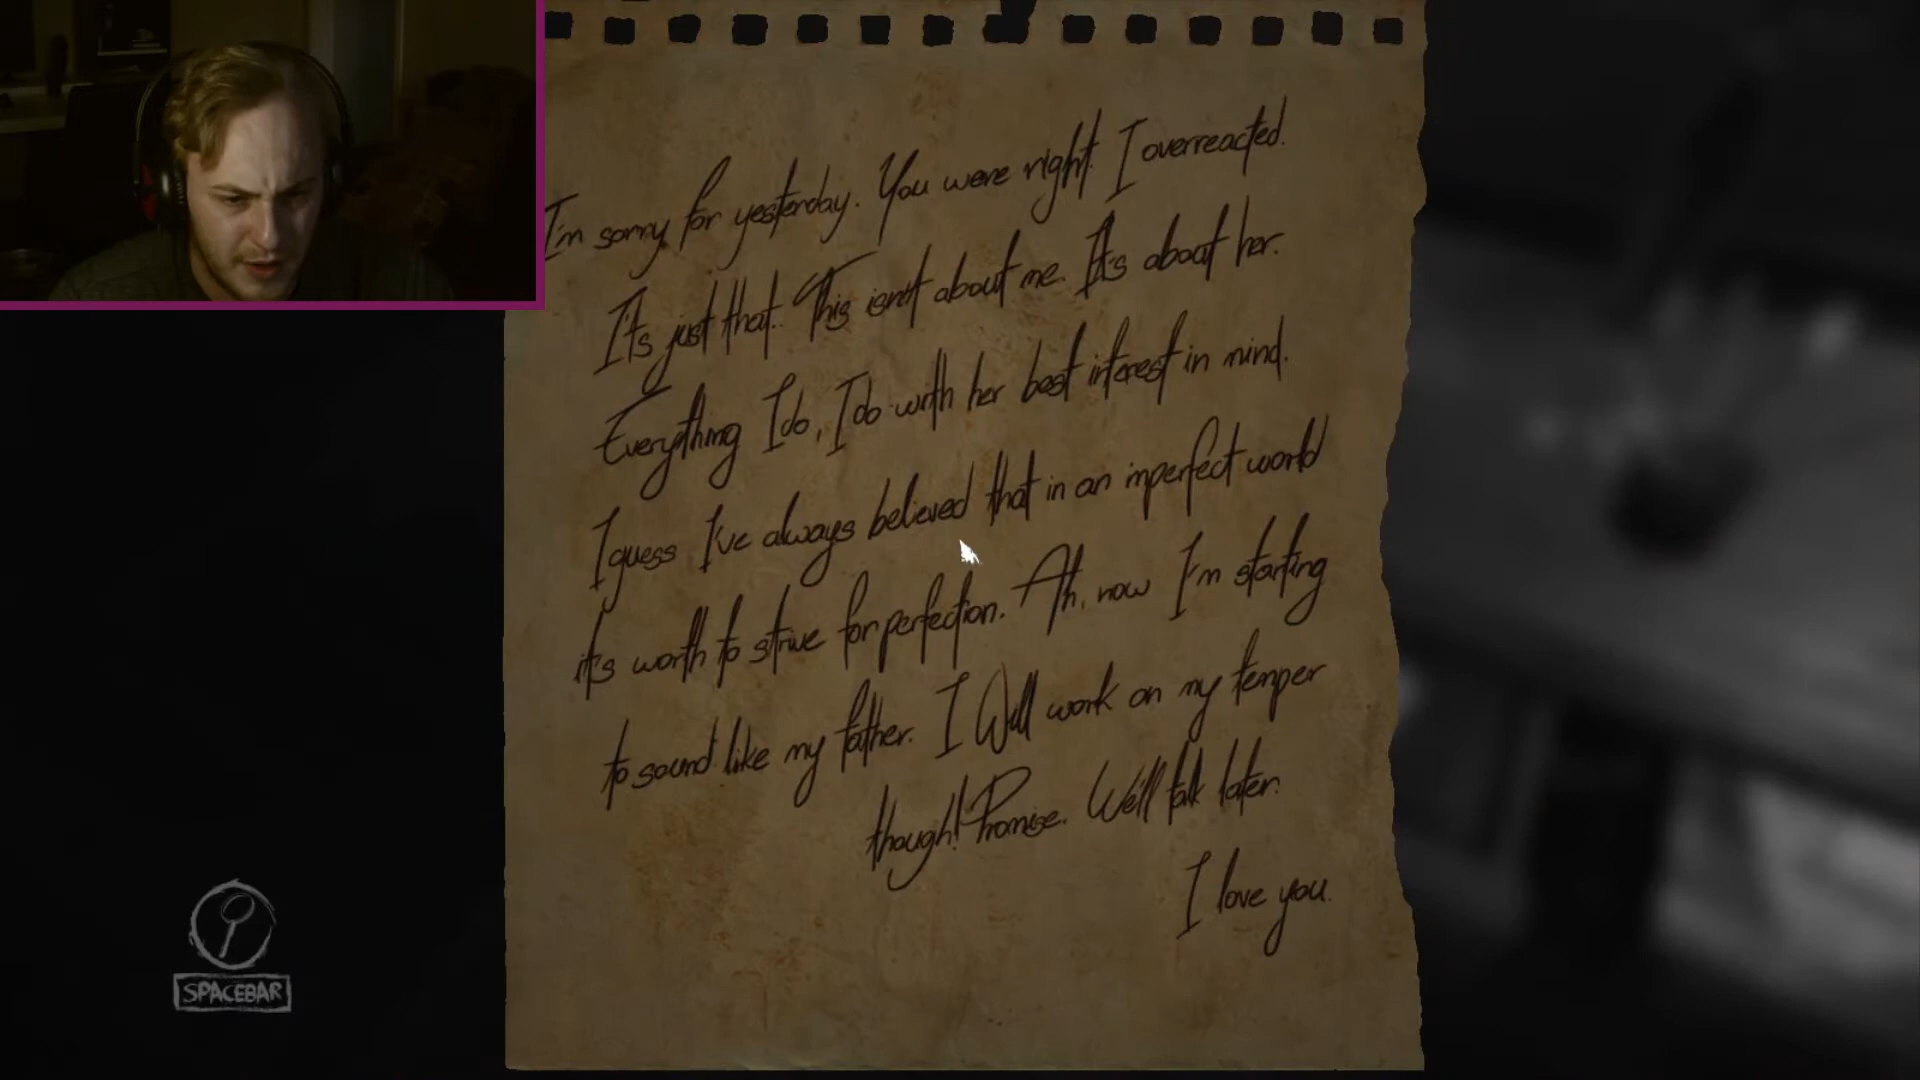 I'm sorry for yesterday. You were right. I overreacted.
It's just that.. This isn't about me. It's about her.
Everything I do, I do with her best interest in mind.
I guess I've always believed that in an imperfect world
it's worth to strive for perfection. Ah, now I'm starting
to sound like my father. I Will work on my temper
though! Promise. We'll talk later.
I love you.
SPACEBAR